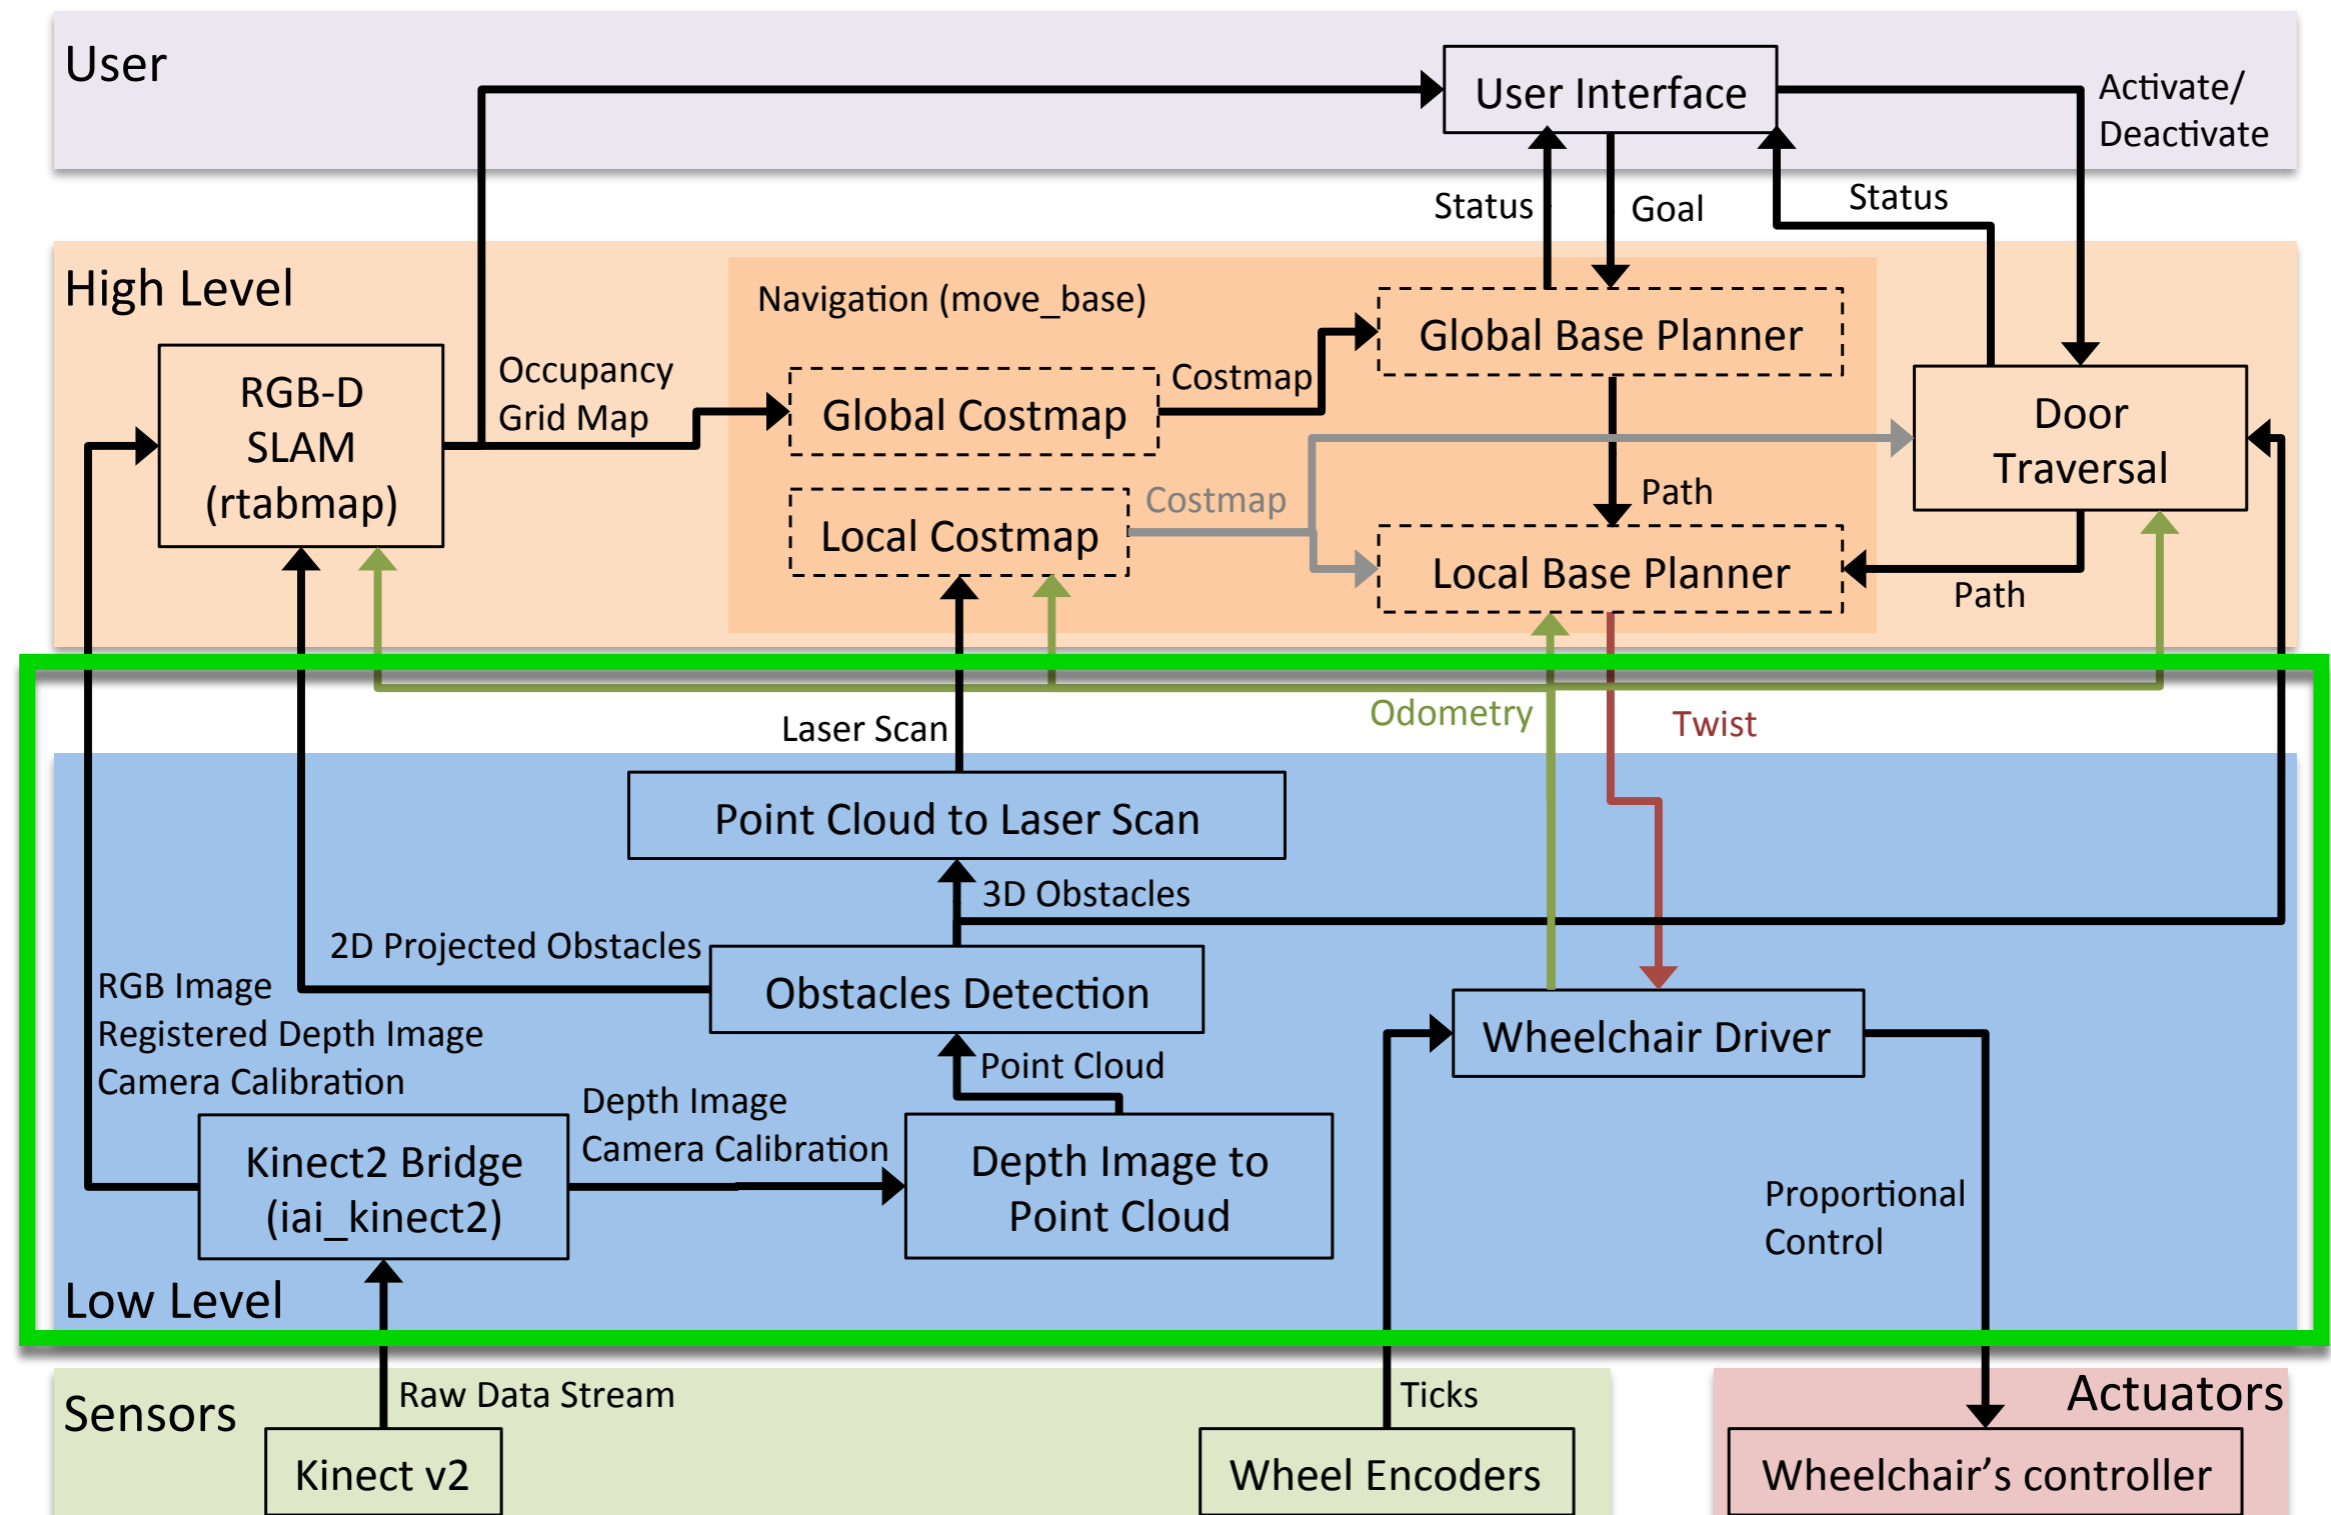 User
User Interface
Activate/
Deactivate
Status
Goal
Status
High Level
Navigation (move_base)
Global Base Planner
RGB-D
SLAM
(rtabmap)
Occupancy
Grid Map
Global Costmap
Costmap
Door
Traversal
Local Costmap
Costmap
Path
Local Base Planner
Path
Laser Scan
Odometry
Twist
Point Cloud to Laser Scan
3D Obstacles
2D Projected Obstacles
Obstacles Detection
RGB Image
Registered Depth Image
Camera Calibration
Wheelchair Driver
Point Cloud
Depth Image
Camera Calibration
Kinect2 Bridge
(iai_kinect2)
Depth Image to
Point Cloud
Proportional
Control
Low Level
Sensors
Raw Data Stream
Kinect v2
Ticks
Wheel Encoders
Actuators
Wheelchair’s controller